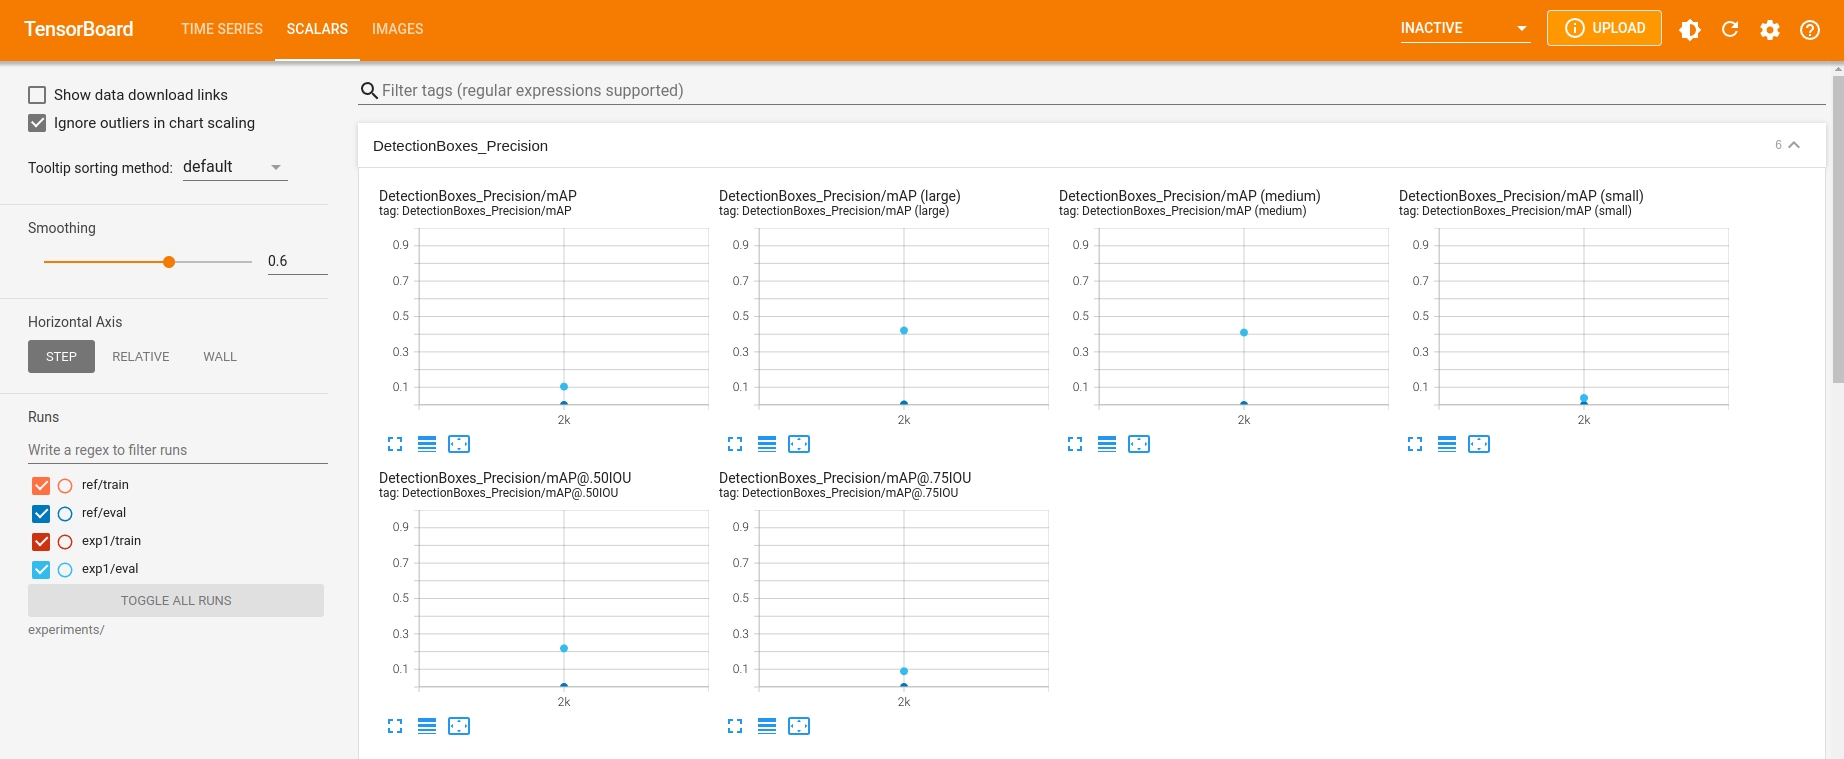 TensorBoard TIME SERIES SCALARS IMAGES INACTIVE UPLOAD
Show data download links
Ignore outliers in chart scaling
Tooltip sorting method: default
Smoothing
0.6
Horizontal Axis
STEP RELATIVE WALL
Runs
Write a regex to filter runs
ref/train
ref/eval
exp1/train
exp1/eval
TOGGLE ALL RUNS
experiments/
Filter tags (regular expressions supported)
DetectionBoxes_Precision 6
DetectionBoxes_Precision/mAP
tag: DetectionBoxes_Precision/mAP
0.9
0.7
0.5
0.3
0.1
2k
DetectionBoxes_Precision/mAP (large)
tag: DetectionBoxes_Precision/mAP (large)
0.9
0.7
0.5
0.3
0.1
2k
DetectionBoxes_Precision/mAP (medium)
tag: DetectionBoxes_Precision/mAP (medium)
0.9
0.7
0.5
0.3
0.1
2k
DetectionBoxes_Precision/mAP (small)
tag: DetectionBoxes_Precision/mAP (small)
0.9
0.7
0.5
0.3
0.1
2k
DetectionBoxes_Precision/mAP@.50IOU
tag: DetectionBoxes_Precision/mAP@.50IOU
0.9
0.7
0.5
0.3
0.1
2k
DetectionBoxes_Precision/mAP@.75IOU
tag: DetectionBoxes_Precision/mAP@.75IOU
0.9
0.7
0.5
0.3
0.1
2k